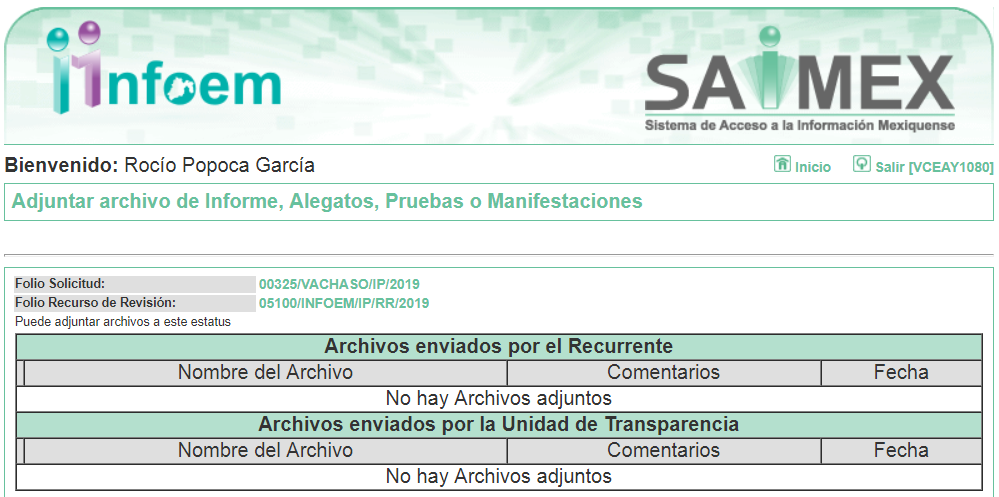 infoem
SAIMEX
Sistema de Acceso a la Información Mexiquense
Bienvenido: Rocío Popoca García
Inicio Salir [VCEAY1080]
Adjuntar archivo de Informe, Alegatos, Pruebas o Manifestaciones
Folio Solicitud: 00325/VACHASO/IP/2019
Folio Recurso de Revisión: 05100/INFOEM/IP/RR/2019
Puede adjuntar archivos a este estatus
Archivos enviados por el Recurrente
Nombre del Archivo Comentarios Fecha
No hay Archivos adjuntos
Archivos enviados por la Unidad de Transparencia
Nombre del Archivo Comentarios Fecha
No hay Archivos adjuntos